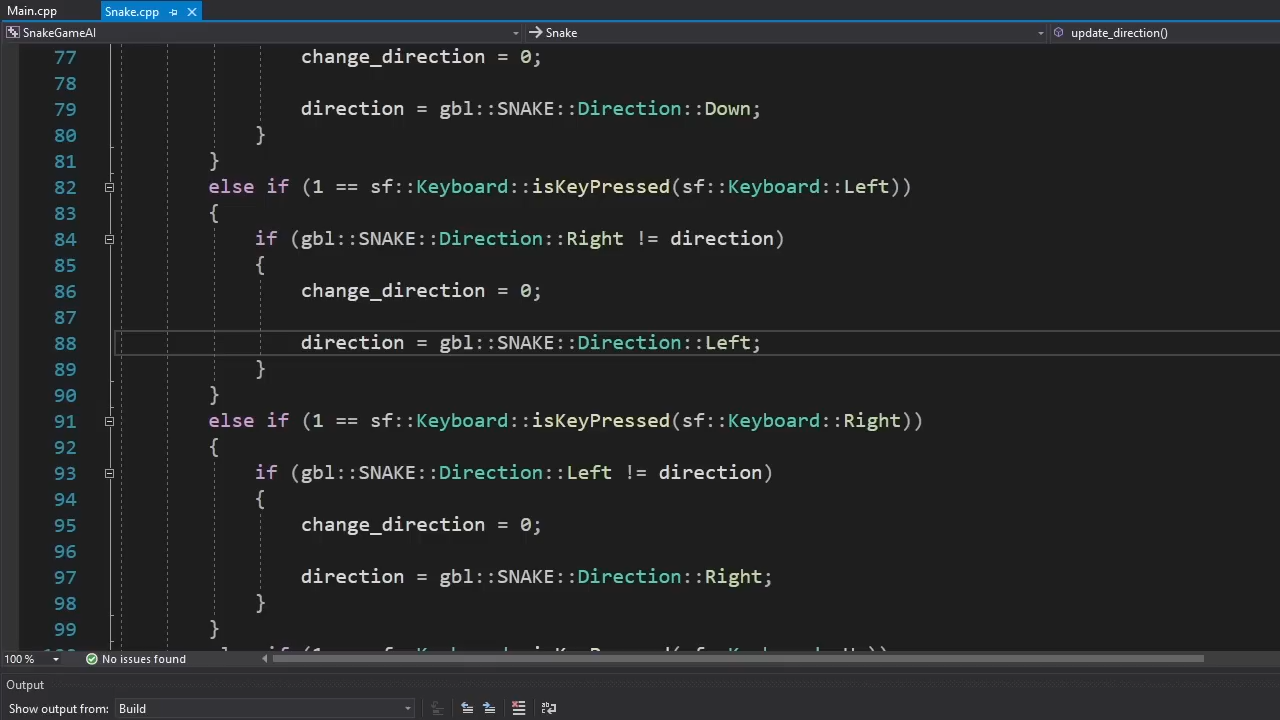 Main.cpp Snake.cpp
SnakeGameAI Snake update_direction()
77 change_direction = 0;
78
79 direction = gbl::SNAKE::Direction::Down;
80 }
81 }
82 else if (1 == sf::Keyboard::isKeyPressed(sf::Keyboard::Left))
83 {
84 if (gbl::SNAKE::Direction::Right != direction)
85 {
86 change_direction = 0;
87
88 direction = gbl::SNAKE::Direction::Left;
89 }
90 }
91 else if (1 == sf::Keyboard::isKeyPressed(sf::Keyboard::Right))
92 {
93 if (gbl::SNAKE::Direction::Left != direction)
94 {
95 change_direction = 0;
96
97 direction = gbl::SNAKE::Direction::Right;
98 }
99 }
100 % No issues found
Output
Show output from: Build